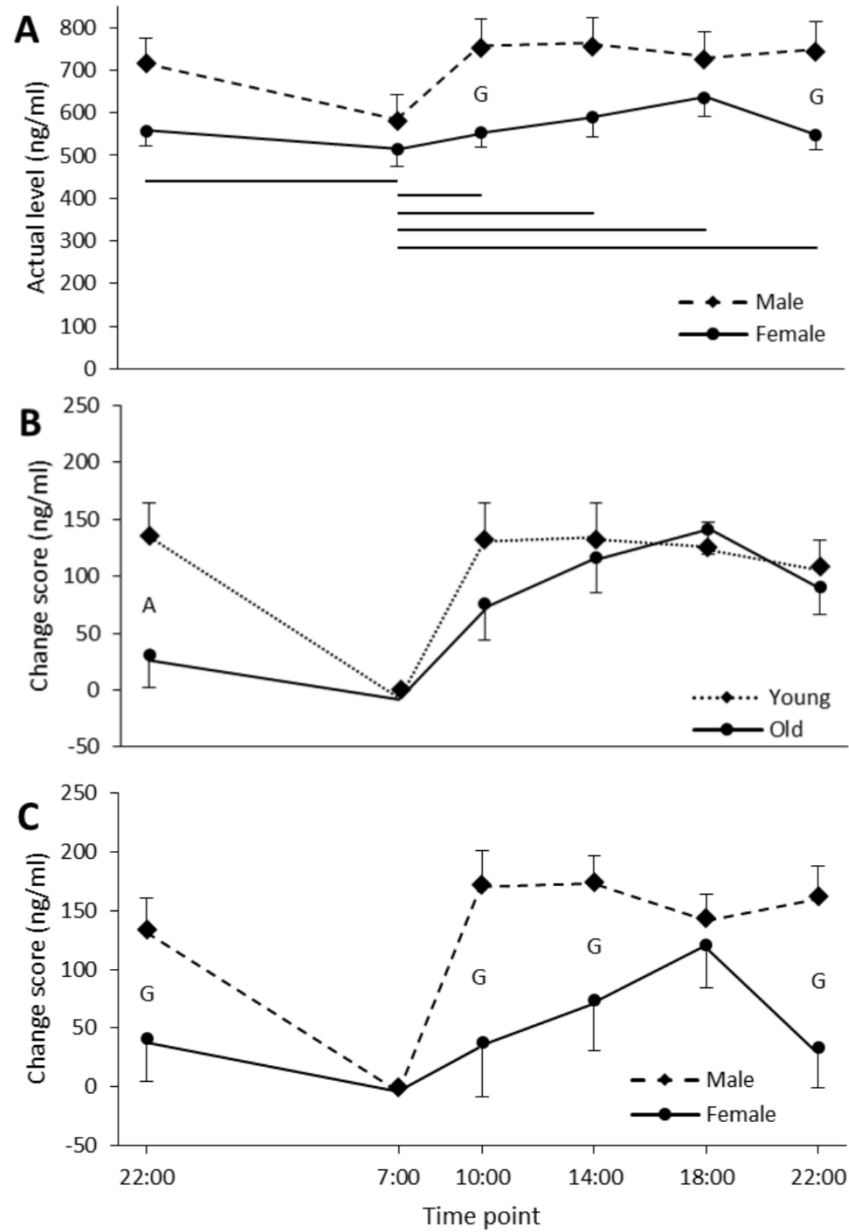 A
Actual level (ng/ml)
800
700
600
500
400
300
200
100
0
G
G
Male
Female
B
Change score (ng/ml)
250
200
150
100
50
0
-50
A
Young
Old
C
Change score (ng/ml)
250
200
150
100
50
0
-50
G
G
G
G
Male
Female
22:00 7:00 10:00 14:00 18:00 22:00
Time point